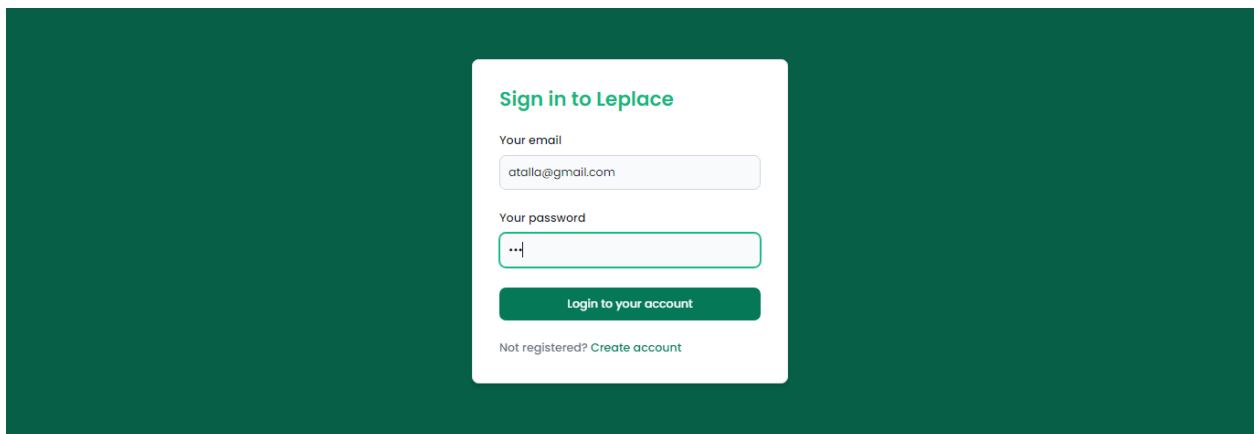 Sign in to Leplace
Your email
atalla@gmail.com
Your password
•••
Login to your account
Not registered? Create account